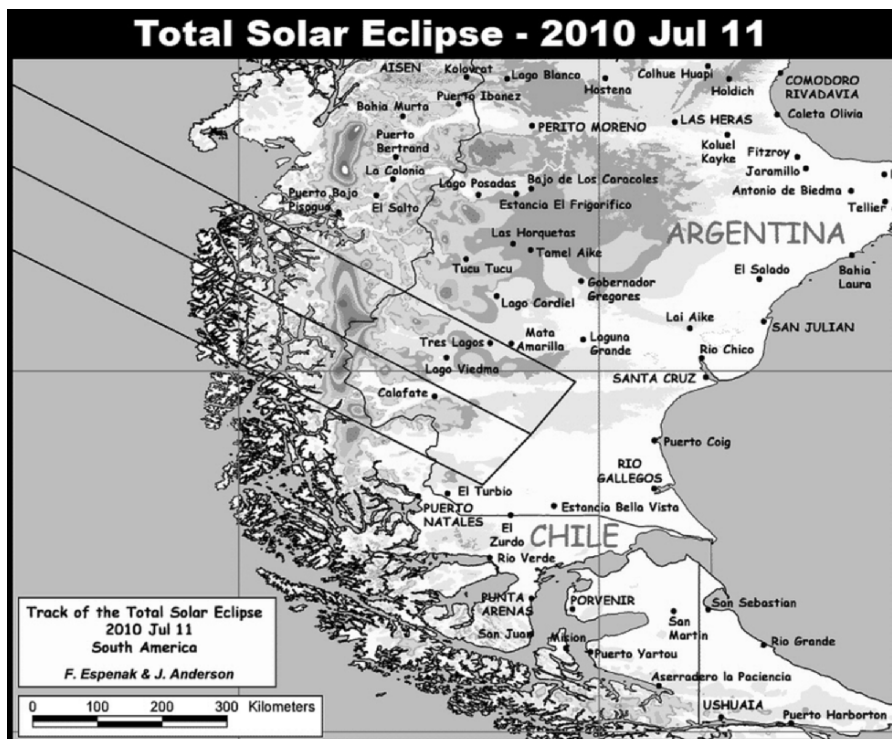 Total Solar Eclipse - 2010 Jul 11
AISEN
Kolovrat
Lago Blanco
Hostena
Colhue Huapi
Holdich
COMODORO
RIVADAVIA
Bahia Murta
Puerto Ibanez
Caleta Olivia
Puerto
Bertrand
PERITO MORENO
LAS HERAS
Koluel
Kayke
Fitzroy
Jaramillo
La Colonia
Puerto Bajo
Pisogua
El Salto
Lago Posadas
Bajo de Los Caracoles
Estancia El Frigorifico
Antonio de Biedma
Tellier
ARGENTINA
Las Horquetas
Tamel Aike
Tucu Tucu
Bahia
Laura
El Salado
Gobernador
Gregores
Lago Cardiel
Lai Aike
SAN JULIAN
Tres Lagos
Mata
Amarilla
Laguna
Grande
Rio Chico
Lago Viedma
SANTA CRUZ
Calafate
Puerto Coig
RIO
GALLEGOS
El Turbio
PUERTO
NATALES
Estancia Bella Vista
El
Zurdo
CHILE
Rio Verde
PUNTA
ARENAS
PORVENIR
San Sebastian
San
Martin
San Juan
Mision
Puerto Yartou
Rio Grande
Aserradero la Paciencia
USHUAIA
Puerto Harborton
Track of the Total Solar Eclipse
2010 Jul 11
South America
F. Espenak & J. Anderson
0 100 200 300 Kilometers